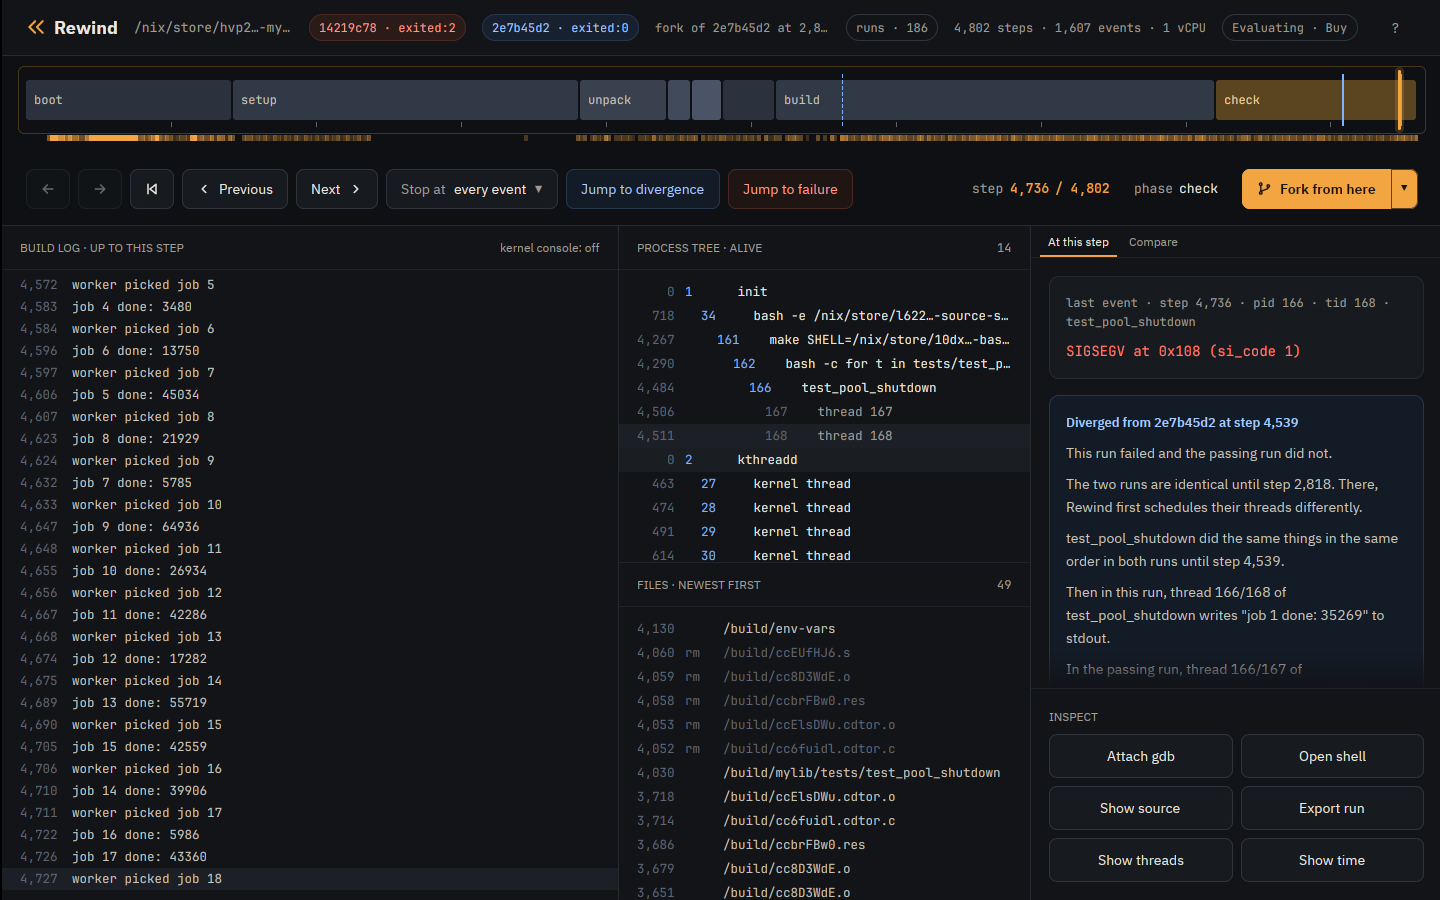 Rewind /nix/store/hvp2…-my… 14219c78 · exited:2 2e7b45d2 · exited:0 fork of 2e7b45d2 at 2,8… runs · 186 4,802 steps · 1,607 events · 1 vCPU Evaluating · Buy ?
boot setup unpack build check
Previous Next Stop at every event Jump to divergence Jump to failure step 4,736 / 4,802 phase check Fork from here
BUILD LOG · UP TO THIS STEP kernel console: off
4,572 worker picked job 5
4,583 job 4 done: 3480
4,584 worker picked job 6
4,596 job 6 done: 13750
4,597 worker picked job 7
4,606 job 5 done: 45034
4,607 worker picked job 8
4,623 job 8 done: 21929
4,624 worker picked job 9
4,632 job 7 done: 5785
4,633 worker picked job 10
4,647 job 9 done: 64936
4,648 worker picked job 11
4,655 job 10 done: 26934
4,656 worker picked job 12
4,667 job 11 done: 42286
4,668 worker picked job 13
4,674 job 12 done: 17282
4,675 worker picked job 14
4,689 job 13 done: 55719
4,690 worker picked job 15
4,705 job 15 done: 42559
4,706 worker picked job 16
4,710 job 14 done: 39906
4,711 worker picked job 17
4,722 job 16 done: 5986
4,726 job 17 done: 43360
4,727 worker picked job 18
PROCESS TREE · ALIVE 14
0 1 init
718 34 bash -e /nix/store/l622…-source-s…
4,267 161 make SHELL=/nix/store/10dx…-bas…
4,290 162 bash -c for t in tests/test_p…
4,484 166 test_pool_shutdown
4,506 167 thread 167
4,511 168 thread 168
0 2 kthreadd
463 27 kernel thread
474 28 kernel thread
491 29 kernel thread
614 30 kernel thread
FILES · NEWEST FIRST 49
4,130 /build/env-vars
4,060 rm /build/ccEUfHJ6.s
4,059 rm /build/cc8D3WdE.o
4,058 rm /build/ccbrFBw0.res
4,053 rm /build/ccElsDWu.cdtor.o
4,052 rm /build/cc6fuidl.cdtor.c
4,030 /build/mylib/tests/test_pool_shutdown
3,718 /build/ccElsDWu.cdtor.o
3,714 /build/cc6fuidl.cdtor.c
3,686 /build/ccbrFBw0.res
3,679 /build/cc8D3WdE.o
3,651 /build/cc8D3WdE.o
At this step Compare
last event · step 4,736 · pid 166 · tid 168 ·
test_pool_shutdown
SIGSEGV at 0x108 (si_code 1)
Diverged from 2e7b45d2 at step 4,539
This run failed and the passing run did not.
The two runs are identical until step 2,818. There,
Rewind first schedules their threads differently.
test_pool_shutdown did the same things in the same
order in both runs until step 4,539.
Then in this run, thread 166/168 of
test_pool_shutdown writes "job 1 done: 35269" to
stdout.
In the passing run, thread 166/167 of
INSPECT
Attach gdb Open shell
Show source Export run
Show threads Show time